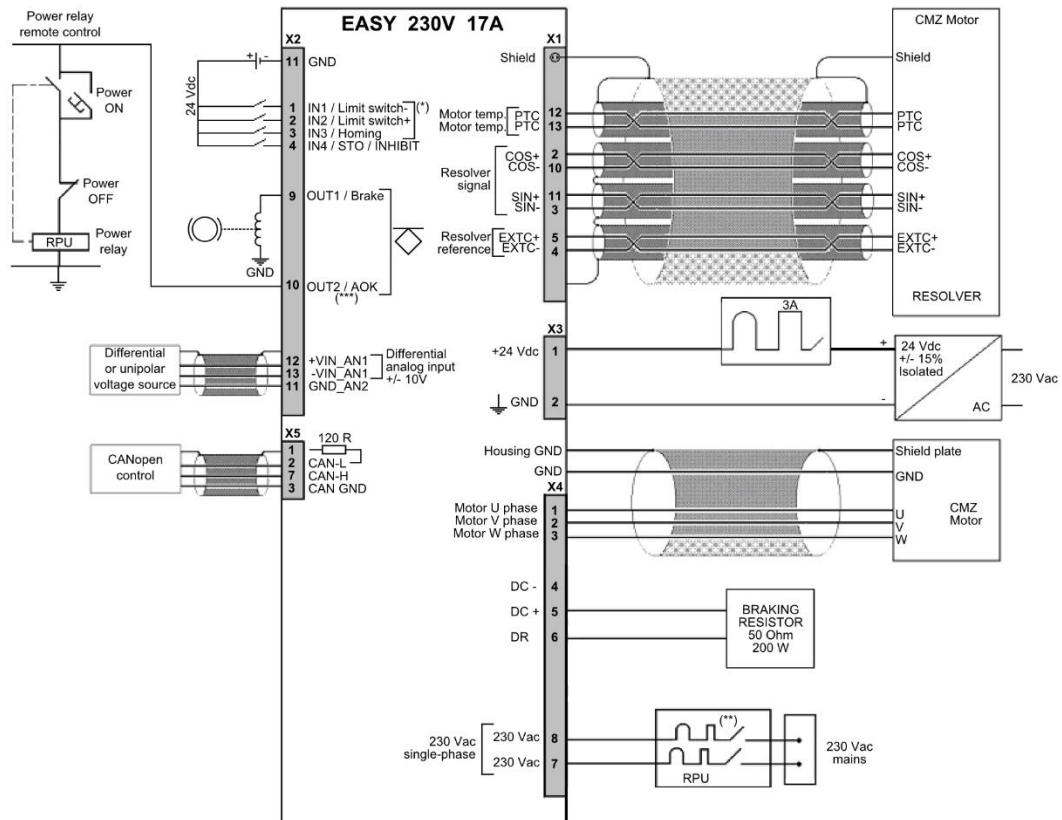 EASY 230V 17A
Power relay
remote control
Power
ON
Power
OFF
RPU
Power
relay
X2
24 Vdc
+ -
11 GND
1 IN1 / Limit switch- (*)
2 IN2 / Limit switch+
3 IN3 / Homing
4 IN4 / STO / INHIBIT
9 OUT1 / Brake
GND
10 OUT2 / AOK
(***)
Differential
or unipolar
voltage source
12 +VIN_AN1
13 -VIN_AN1
11 GND_AN2
Differential
analog input
+/- 10V
X5
CANopen
control
120 R
1
2 CAN-L
7 CAN-H
3 CAN GND
X1
Shield
Motor temp. PTC 12
Motor temp. PTC 13
Resolver
signal
COS+ 2
COS- 10
SIN+ 11
SIN- 3
Resolver
reference
EXTC+ 5
EXTC- 4
CMZ Motor
Shield
PTC
PTC
COS+
COS-
SIN+
SIN-
EXTC+
EXTC-
RESOLVER
X3
+24 Vdc 1
GND 2
3A
+
-
24 Vdc
+/- 15%
Isolated
AC
230 Vac
Housing GND
GND
X4
Motor U phase 1
Motor V phase 2
Motor W phase 3
Shield plate
GND
U
V
W
CMZ
Motor
DC - 4
DC + 5
DR 6
BRAKING
RESISTOR
50 Ohm
200 W
230 Vac
single-phase
230 Vac 8
230 Vac 7
(**)
RPU
230 Vac
mains